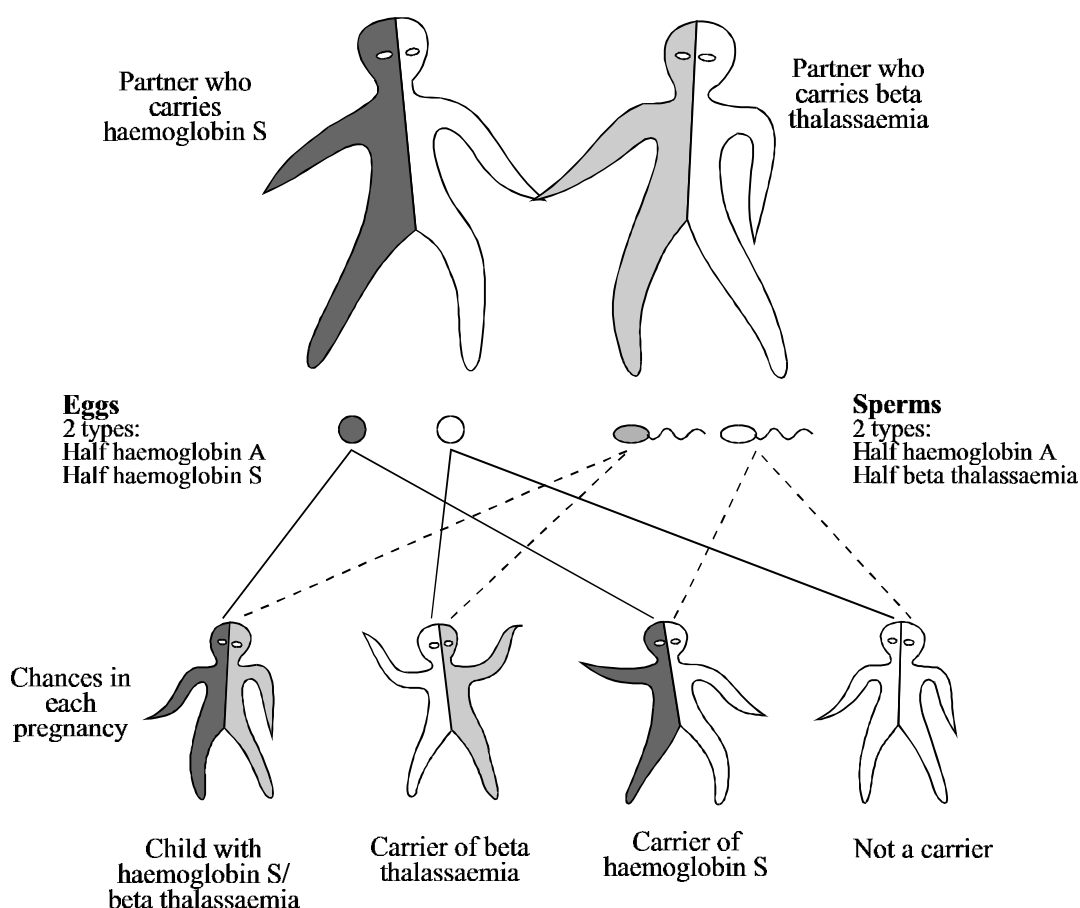 Partner who
carries
haemoglobin S
Partner who
carries beta
thalassaemia
Eggs
2 types:
Half haemoglobin A
Half haemoglobin S
Sperms
2 types:
Half haemoglobin A
Half beta thalassaemia
Chances in
each
pregnancy
Child with
haemoglobin S/
beta thalassaemia
Carrier of beta
thalassaemia
Carrier of
haemoglobin S
Not a carrier